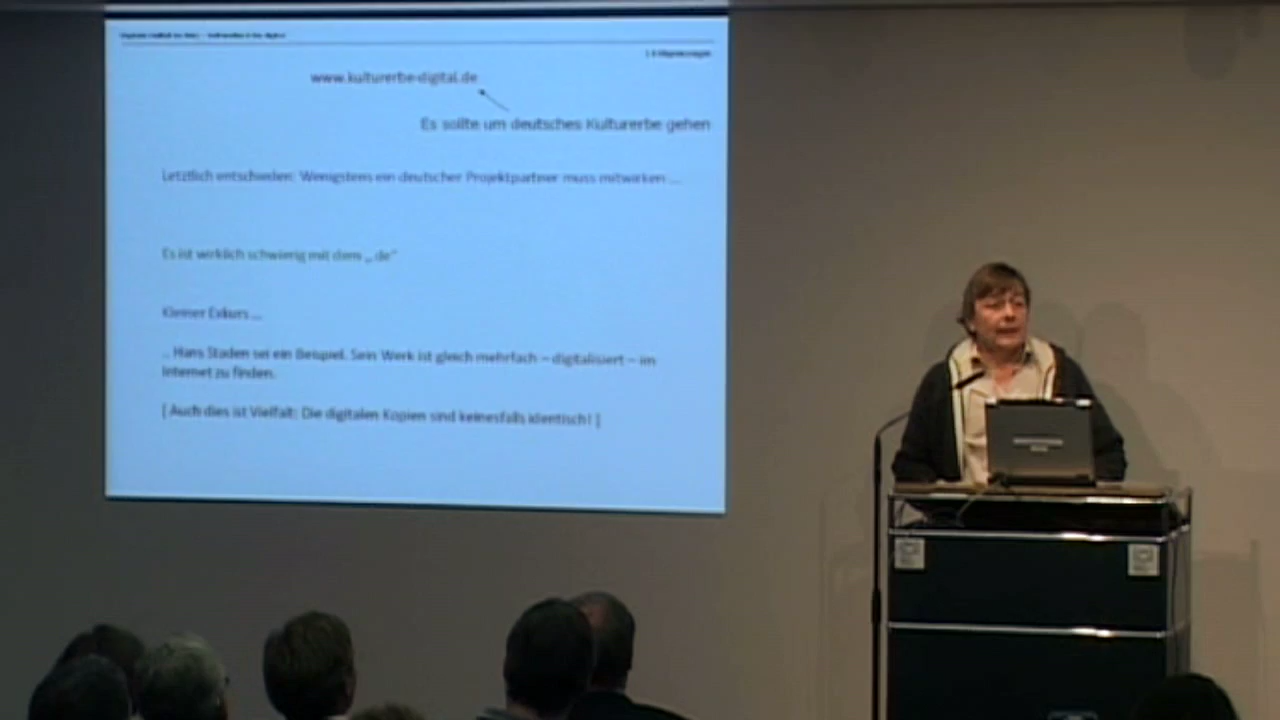 www.kulturerbe-digital.de
Es sollte um deutsches Kulturerbe gehen
Letztlich entschieden: Wenigstens ein deutscher Projektpartner muss mitwirken ...
Es ist wirklich schwierig mit dem „ de“
Kleiner Exkurs ...
.. Hans Staden sei ein Beispiel. Sein Werk ist gleich mehrfach – digitalisiert – im
Internet zu finden.
[ Auch dies ist Vielfalt: Die digitalen Kopien sind keinesfalls identisch! ]